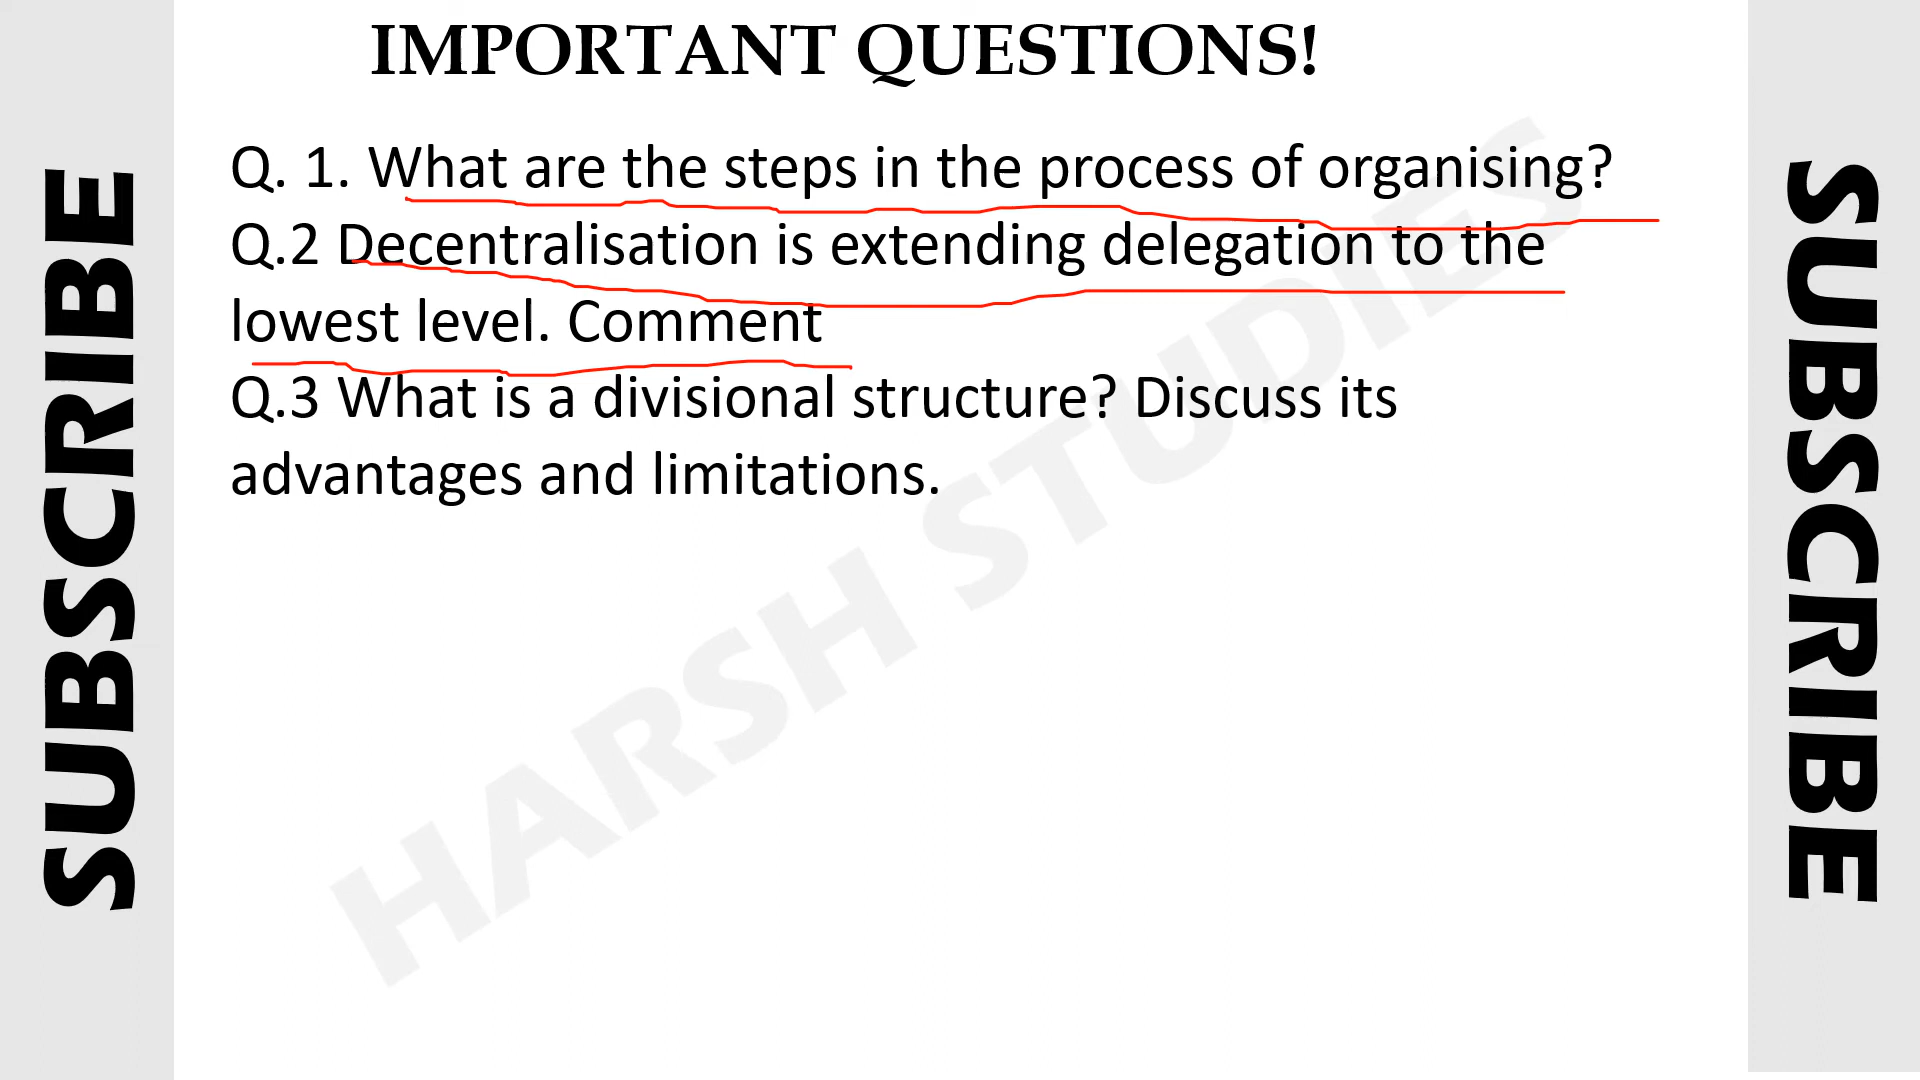 IMPORTANT QUESTIONS!
Q. 1. What are the steps in the process of organising?
Q.2 Decentralisation is extending delegation to the
lowest level. Comment
Q.3 What is a divisional structure? Discuss its
advantages and limitations.
SUBSCRIBE
SUBSCRIBE
HARSH STUDIES